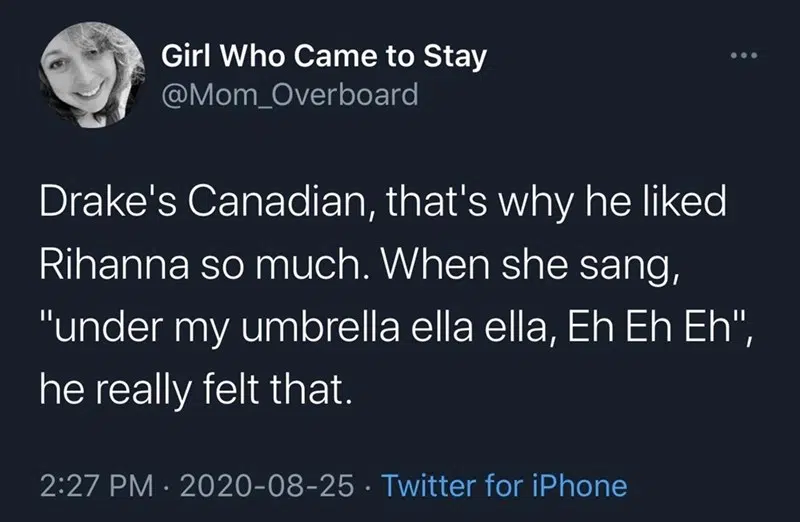 Girl Who Came to Stay
@Mom_Overboard
Drake's Canadian, that's why he liked
Rihanna so much. When she sang,
"under my umbrella ella ella, Eh Eh Eh",
he really felt that.
2:27 PM · 2020-08-25 · Twitter for iPhone